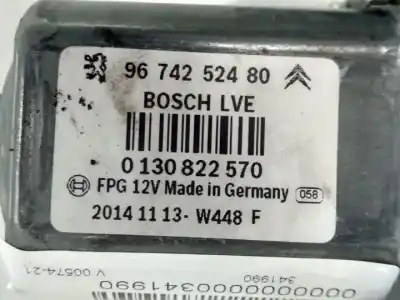 96 742 524 80
BOSCH LVE
0 130 822 570
FPG 12V Made in Germany 058
2014 11 13- W448 F
V 00574-21
341990
0000000000341990